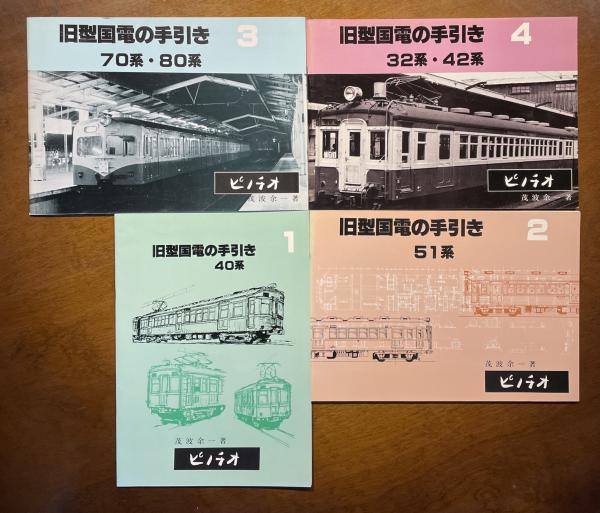 旧型国電の手引き 3
70系・80系
ピノチオ
茂波余一著
旧型国電の手引き 4
32系・42系
ピノチオ
茂波余一著
旧型国電の手引き 1
40系
茂波余一著
ピノチオ
旧型国電の手引き 2
51系
茂波余一著
ピノチオ